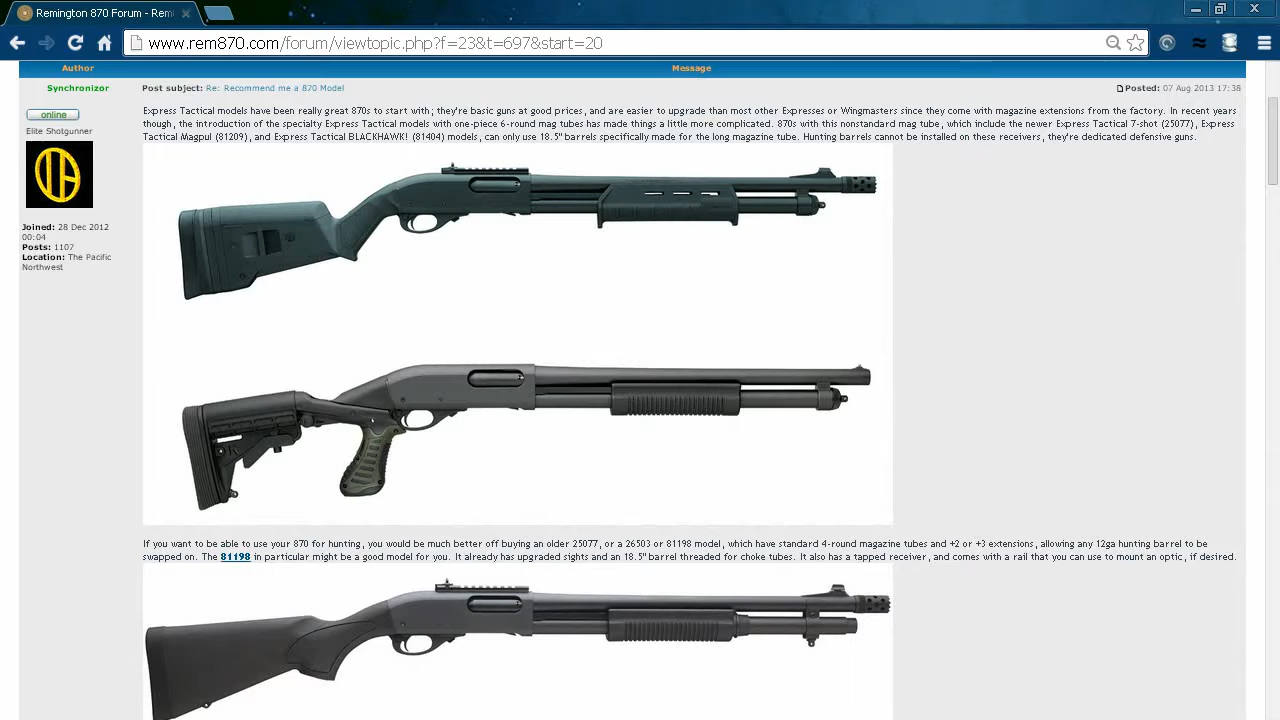 Remington 870 Forum - Rem
www.rem870.com/forum/viewtopic.php?f=23&t=697&start=20
Author
Message
Synchronizor
Post subject: Re: Recommend me a 870 Model
Posted: 07 Aug 2013 17:38
online
Elite Shotgunner
Joined: 28 Dec 2012
00:04
Posts: 1107
Location: The Pacific
Northwest
Express Tactical models have been really great 870s to start with; they're basic guns at good prices, and are easier to upgrade than most other Expresses or Wingmasters since they come with magazine extensions from the factory. In recent years
though, the introduction of the specialty Express Tactical models with one-piece 6-round mag tubes has made things a little more complicated. 870s with this nonstandard mag tube, which include the newer Express Tactical 7-shot (25077), Express
Tactical Magpul (81209), and Express Tactical BLACKHAWK! (81404) models, can only use 18.5" barrels specifically made for the long magazine tube. Hunting barrels cannot be installed on these receivers, they're dedicated defensive guns.
If you want to be able to use your 870 for hunting, you would be much better off buying an older 25077, or a 26503 or 81198 model, which have standard 4-round magazine tubes and +2 or +3 extensions, allowing any 12ga hunting barrel to be
swapped on. The 81198 in particular might be a good model for you. It already has upgraded sights and an 18.5" barrel threaded for choke tubes. It also has a tapped receiver, and comes with a rail that you can use to mount an optic, if desired.